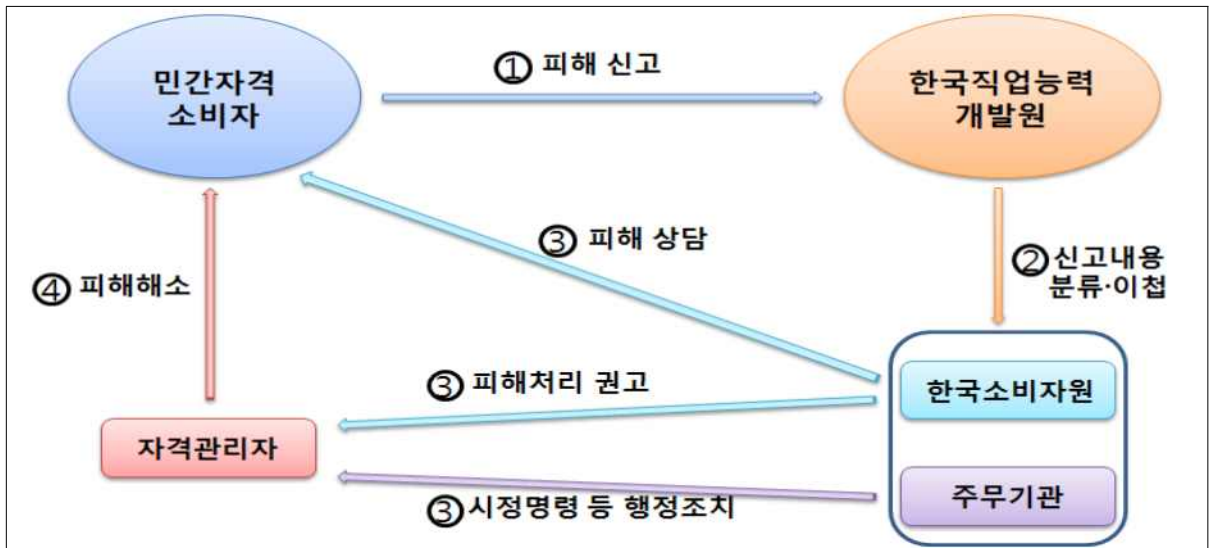 민간자격
소비자
① 피해 신고
한국직업능력
개발원
③ 피해 상담
② 신고내용
분류·이첩
④ 피해해소
③ 피해처리 권고
한국소비자원
자격관리자
③ 시정명령 등 행정조치
주무기관